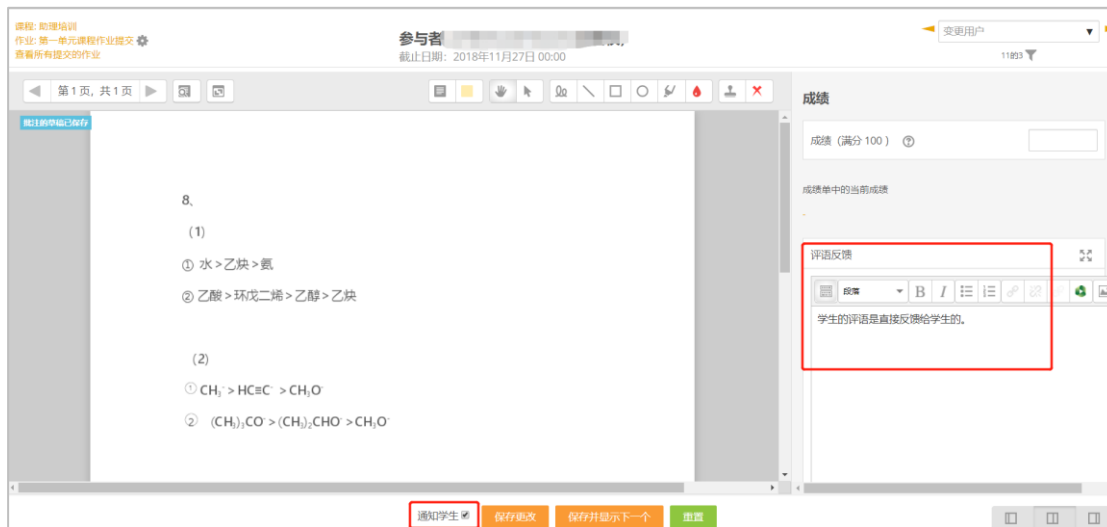 课程: 助理培训
作业: 第一单元课程作业提交
查看所有提交的作业
参与者
截止日期: 2018年11月27日 00:00
变更用户
11的3
第1页, 共1页
批注的草稿已保存
成绩
成绩 (满分 100 )
成绩单中的当前成绩
-
评语反馈
段落
B I
学生的评语是直接反馈给学生的。
8、
(1)
① 水 > 乙炔 > 氨
② 乙酸 > 环戊二烯 > 乙醇 > 乙炔
(2)
① CH₃⁻ > HC≡C⁻ > CH₃O⁻
② (CH₃)₃CO⁻ > (CH₃)₂CHO⁻ > CH₃O⁻
通知学生
保存更改
保存并显示下一个
重置